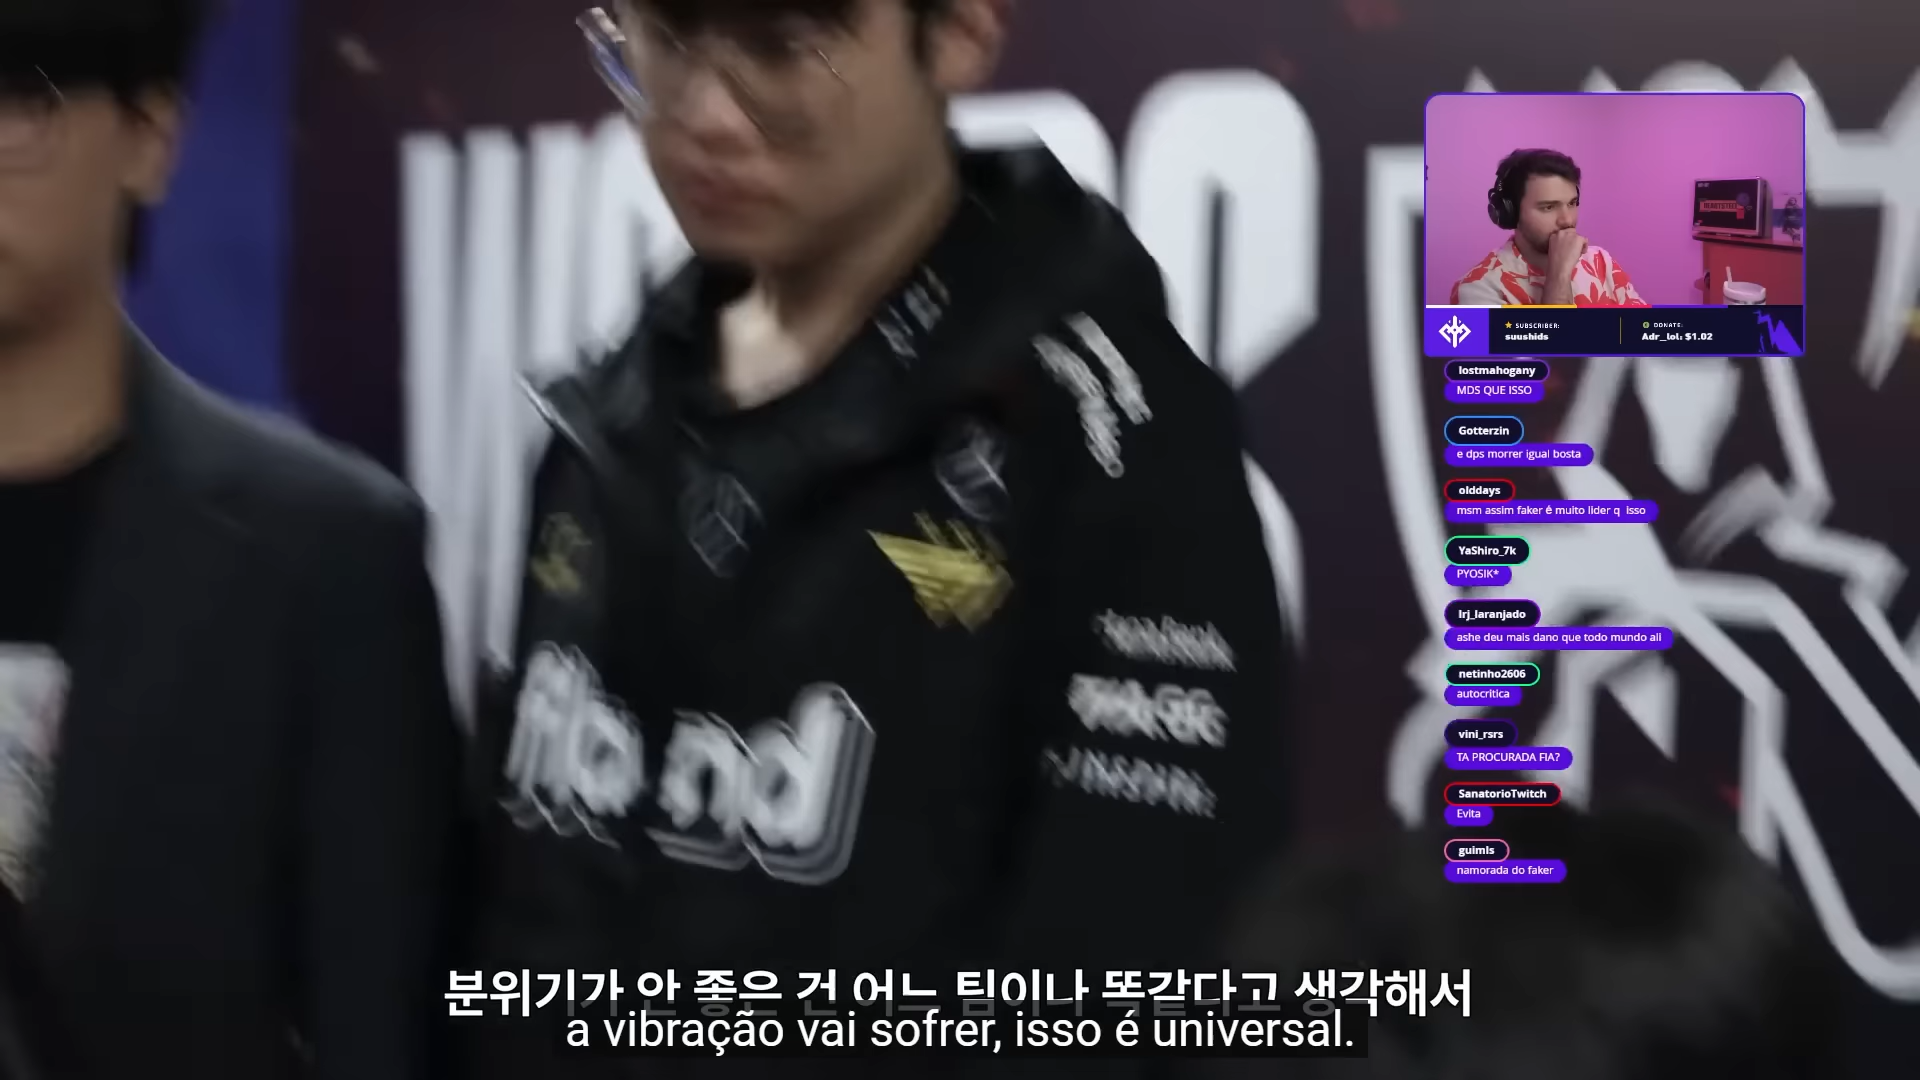 SUBSCRIBER:
suushids
DONATE:
Adr_lol: $1.02
lostmahogany
MDS QUE ISSO
Gotterzin
e dps morrer igual bosta
olddays
msm assim faker é muito lider q isso
YaShiro_7k
PYOSIK*
lrj_laranjado
ashe deu mais dano que todo mundo ali
netinho2606
autocritica
vini_rsrs
TA PROCURADA FIA?
SanatorioTwitch
Evita
guimls
namorada do faker
분위기가 안 좋은 건 어느 팀이나 똑같다고 생각해서
a vibração vai sofrer, isso é universal.